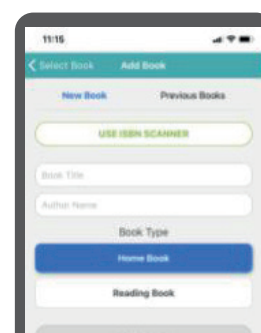 11:15
Select Book Add Book
New Book Previous Books
USE ISBN SCANNER
Book Title
Author Name
Book Type
Home Book
Reading Book